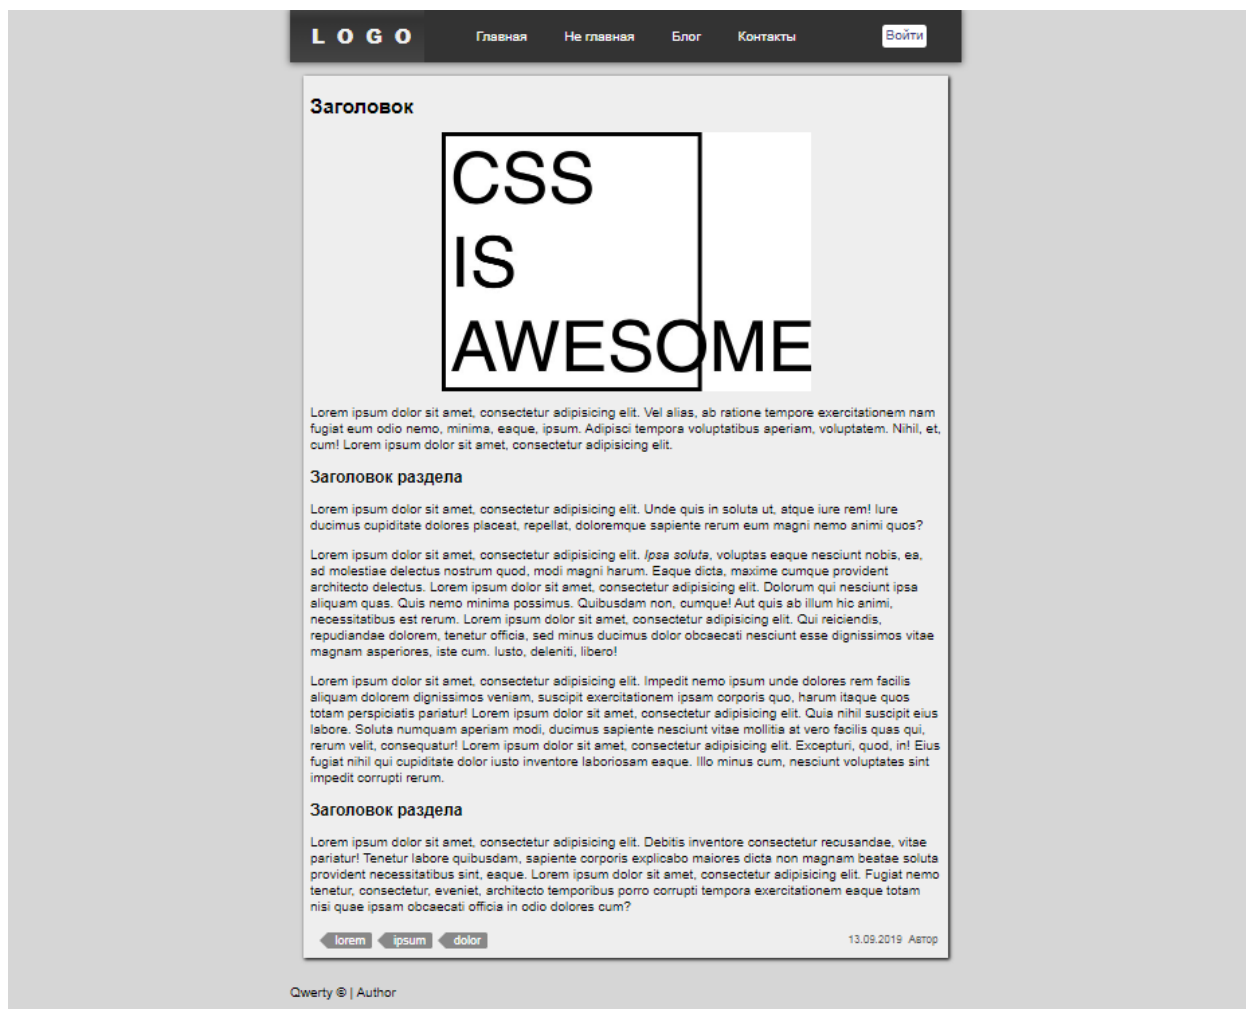 LOGO Главная Не главная Блог Контакты Войти
Заголовок
CSS
IS
AWESOME
Lorem ipsum dolor sit amet, consectetur adipisicing elit. Vel alias, ab ratione tempore exercitationem nam
fugiat eum odio nemo, minima, eaque, ipsum. Adipisci tempora voluptatibus aperiam, voluptatem. Nihil, et,
cum! Lorem ipsum dolor sit amet, consectetur adipisicing elit.
Заголовок раздела
Lorem ipsum dolor sit amet, consectetur adipisicing elit. Unde quis in soluta ut, atque iure rem! Iure
ducimus cupiditate dolores placeat, repellat, doloremque sapiente rerum eum magni nemo animi quos?
Lorem ipsum dolor sit amet, consectetur adipisicing elit. Ipsa soluta, voluptas eaque nesciunt nobis, ea,
ad molestiae delectus nostrum quod, modi magni harum. Eaque dicta, maxime cumque provident
architecto delectus. Lorem ipsum dolor sit amet, consectetur adipisicing elit. Dolorum qui nesciunt ipsa
aliquam quas. Quis nemo minima possimus. Quibusdam non, cumque! Aut quis ab illum hic animi,
necessitatibus est rerum. Lorem ipsum dolor sit amet, consectetur adipisicing elit. Qui reiciendis,
repudiandae dolorem, tenetur officia, sed minus ducimus dolor obcaecati nesciunt esse dignissimos vitae
magnam asperiores, iste cum. Iusto, deleniti, libero!
Lorem ipsum dolor sit amet, consectetur adipisicing elit. Impedit nemo ipsum unde dolores rem facilis
aliquam dolorem dignissimos veniam, suscipit exercitationem ipsam corporis quo, harum itaque quos
totam perspiciatis pariatur! Lorem ipsum dolor sit amet, consectetur adipisicing elit. Quia nihil suscipit eius
labore. Soluta numquam aperiam modi, ducimus sapiente nesciunt vitae mollitia at vero facilis quas qui,
rerum velit, consequatur! Lorem ipsum dolor sit amet, consectetur adipisicing elit. Excepturi, quod, in! Eius
fugiat nihil qui cupiditate dolor iusto inventore laboriosam eaque. Illo minus cum, nesciunt voluptates sint
impedit corrupti rerum.
Заголовок раздела
Lorem ipsum dolor sit amet, consectetur adipisicing elit. Debitis inventore consectetur recusandae, vitae
pariatur! Tenetur labore quibusdam, sapiente corporis explicabo maiores dicta non magnam beatae soluta
provident necessitatibus sint, eaque. Lorem ipsum dolor sit amet, consectetur adipisicing elit. Fugiat nemo
tenetur, consectetur, eveniet, architecto temporibus porro corrupti tempora exercitationem eaque totam
nisi quae ipsam obcaecati officia in odio dolores cum?
lorem ipsum dolor 13.09.2019 Автор
Qwerty © | Author